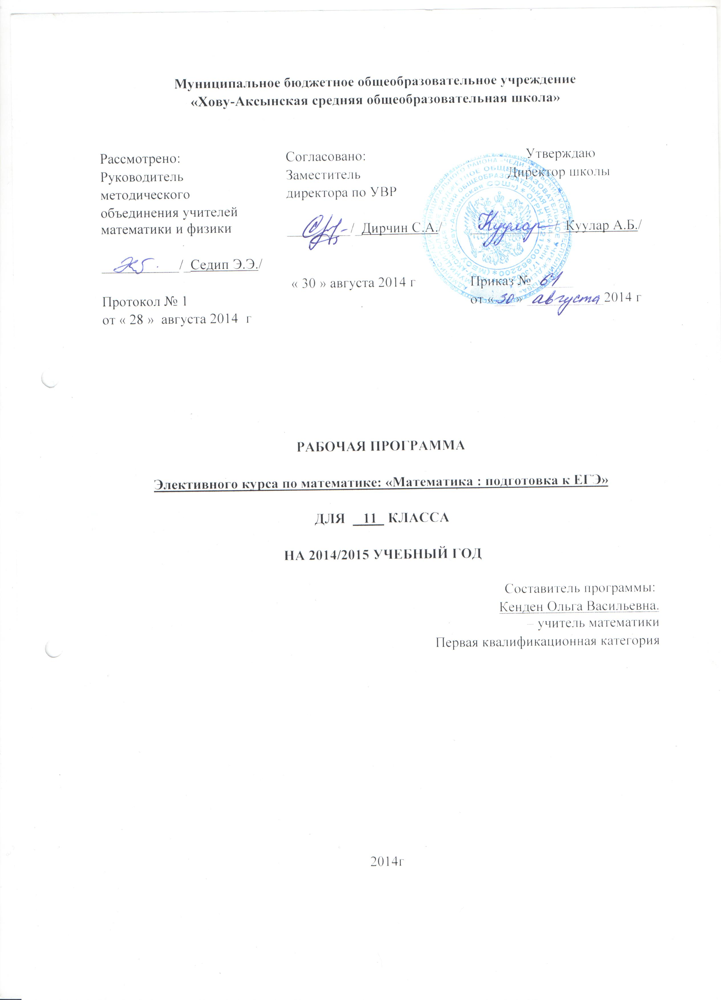 Муниципальное бюджетное общеобразовательное учреждение
«Хову-Аксынская средняя общеобразовательная школа»
Рассмотрено:
Руководитель
методического
объединения учителей
математики и физики
/ Седип Э.Э./
Протокол № 1
от « 28 » августа 2014 г
Согласовано:
Заместитель
директора по УВР
/ Дирчин С.А./
« 30 » августа 2014 г
Утверждаю
Директор школы
Куулар / Куулар А.Б./
Приказ № 61
от « 30 » августа 2014 г
РАБОЧАЯ ПРОГРАММА
Элективного курса по математике: «Математика : подготовка к ЕГЭ»
ДЛЯ 11 КЛАССА
НА 2014/2015 УЧЕБНЫЙ ГОД
Составитель программы:
Кенден Ольга Васильевна.
– учитель математики
Первая квалификационная категория
2014г